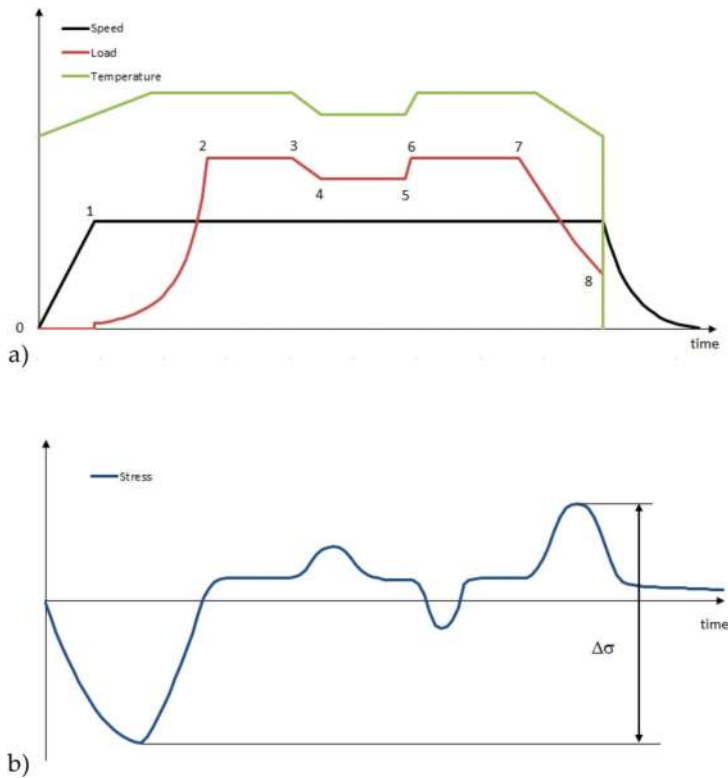 Speed
Load
Temperature
2
3
6
7
4
5
1
8
0
time
a)
Stress
time
Δσ
b)